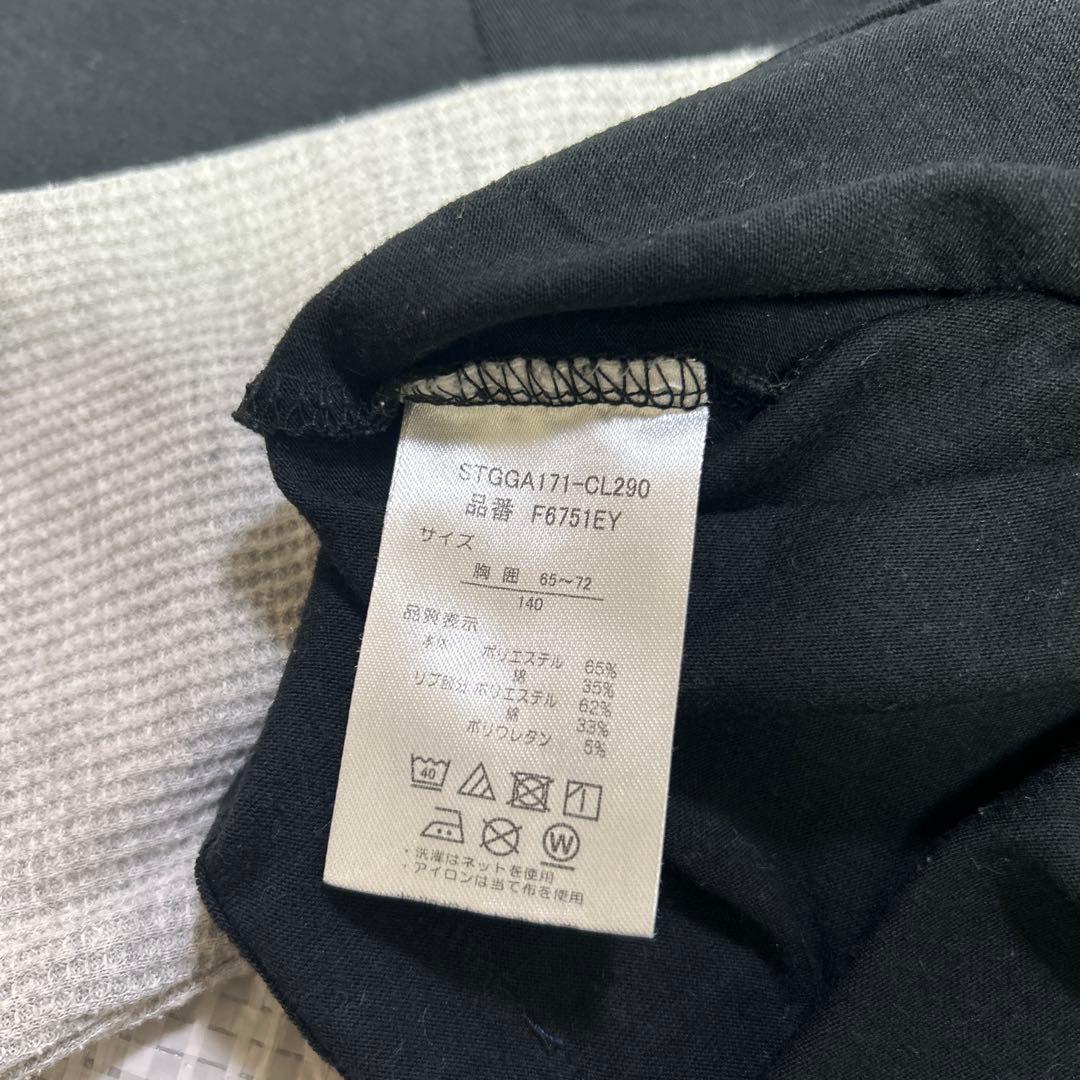 STGGA171-CL290
品番 F6751EY
サイズ
胸囲 65〜72
140
品質表示
本体 ポリエステル 65%
綿 35%
リブ部分 ポリエステル 62%
綿 33%
ポリウレタン 5%
40
W
・洗濯はネットを使用
・アイロンは当て布を使用